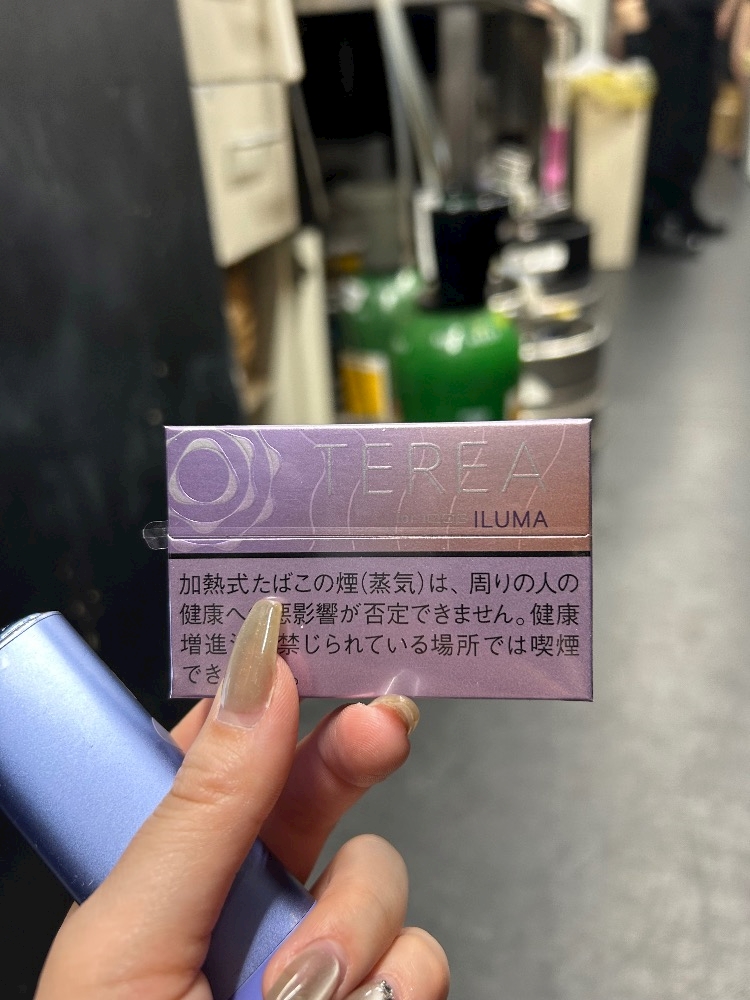 TEREA
ILUMA
加熱式たばこの煙(蒸気)は、周りの人の
健康へ 悪影響が否定できません。健康
増進 禁じられている場所では喫煙
でき 。